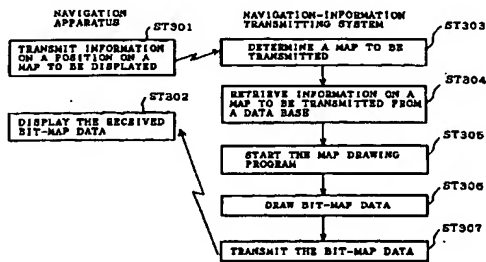 NAVIGATION
APPARATUS
ST301
TRANSMIT INFORMATION
ON A POSITION ON A
MAP TO BE DISPLAYED
ST302
DISPLAY THE RECEIVED
BIT-MAP DATA
NAVIGATION-INFORMATION
TRANSMITTING SYSTEM
ST303
DETERMINE A MAP TO BE
TRANSMITTED
ST304
RETRIEVE INFORMATION ON A
MAP TO BE TRANSMITTED FROM
A DATA BASE
ST305
START THE MAP DRAWING
PROGRAM
ST306
DRAW BIT-MAP DATA
ST307
TRANSMIT THE BIT-MAP DATA